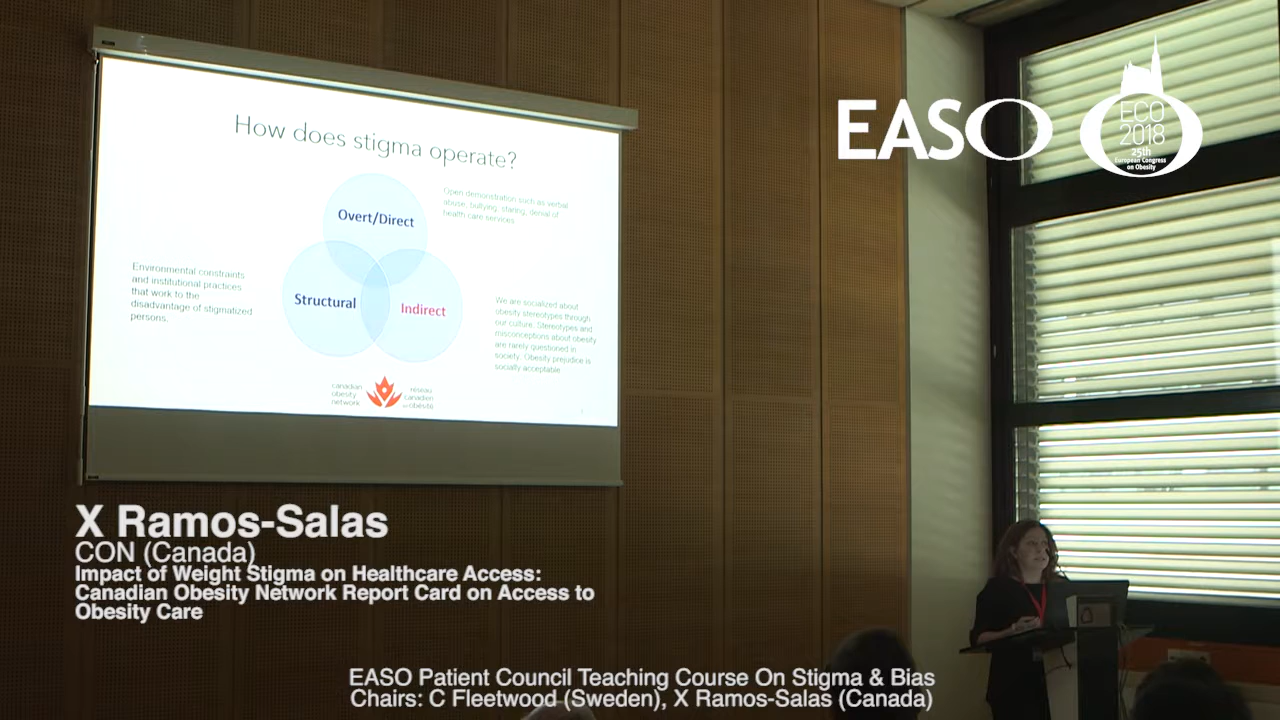 How does stigma operate?
Overt/Direct
Open demonstration such as verbal
abuse, bullying, staring, denial of
health care services
Structural
Environmental constraints
and institutional practices
that work to the
disadvantage of stigmatized
persons.
Indirect
We are socialized about
obesity stereotypes through
our culture. Stereotypes and
misconceptions about obesity
are rarely questioned in
society. Obesity prejudice is
socially acceptable
canadian
obesity
network
réseau
canadien
en obésité
EASO
ECO
2018
25th
European Congress
on Obesity
X Ramos-Salas
CON (Canada)
Impact of Weight Stigma on Healthcare Access:
Canadian Obesity Network Report Card on Access to
Obesity Care
EASO Patient Council Teaching Course On Stigma & Bias
Chairs: C Fleetwood (Sweden), X Ramos-Salas (Canada)